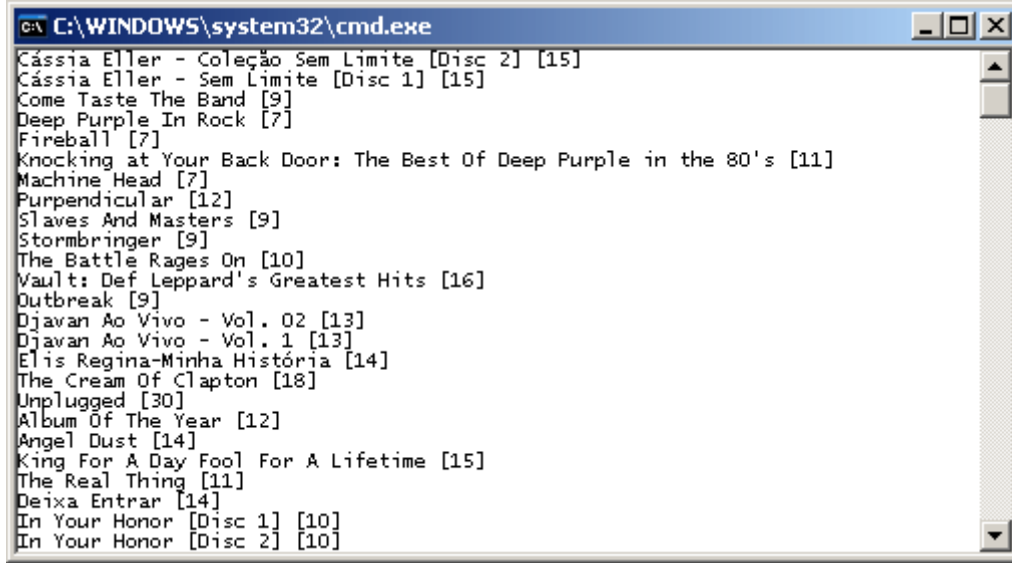 C:\WINDOWS\system32\cmd.exe
Cássia Eller - Coleção Sem Limite [Disc 2] [15]
Cássia Eller - Sem Limite [Disc 1] [15]
Come Taste The Band [9]
Deep Purple In Rock [7]
Fireball [7]
Knocking at Your Back Door: The Best Of Deep Purple in the 80's [11]
Machine Head [7]
Purpendicular [12]
Slaves And Masters [9]
Stormbringer [9]
The Battle Rages On [10]
Vault: Def Leppard's Greatest Hits [16]
Outbreak [9]
Djavan Ao Vivo - Vol. 02 [13]
Djavan Ao Vivo - Vol. 1 [13]
Elis Regina-Minha História [14]
The Cream Of Clapton [18]
Unplugged [30]
Album Of The Year [12]
Angel Dust [14]
King For A Day Fool For A Lifetime [15]
The Real Thing [11]
Deixa Entrar [14]
In Your Honor [Disc 1] [10]
In Your Honor [Disc 2] [10]